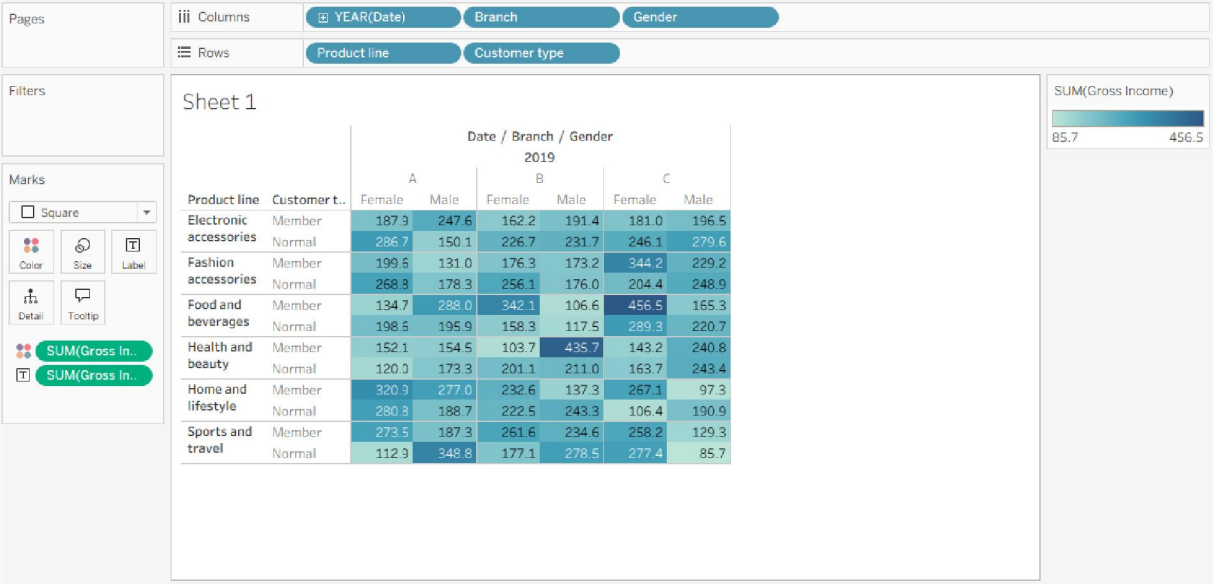 Pages
iii Columns
YEAR(Date)
Branch
Gender
Rows
Product line
Customer type
Filters
Sheet 1
SUM(Gross Income)
85.7 456.5
Marks
Square
Color Size Label
Detail Tooltip
SUM(Gross In..
SUM(Gross In..
Date / Branch / Gender
2019
A B C
Product line Customer t.. Female Male Female Male Female Male
Electronic accessories Member 187.9 247.6 162.2 191.4 181.0 196.5
Normal 286.7 150.1 226.7 231.7 246.1 279.6
Fashion accessories Member 199.6 131.0 176.3 173.2 344.2 229.2
Normal 268.8 178.3 256.1 176.0 204.4 248.9
Food and beverages Member 134.7 288.0 342.1 106.6 456.5 165.3
Normal 198.6 195.9 158.3 117.5 289.3 220.7
Health and beauty Member 152.1 154.5 103.7 435.7 143.2 240.8
Normal 120.0 173.3 201.1 211.0 163.7 243.4
Home and lifestyle Member 320.9 277.0 232.6 137.3 267.1 97.3
Normal 280.8 188.7 222.5 243.3 106.4 190.9
Sports and travel Member 273.5 187.3 261.6 234.6 258.2 129.3
Normal 112.9 348.8 177.1 278.5 277.4 85.7